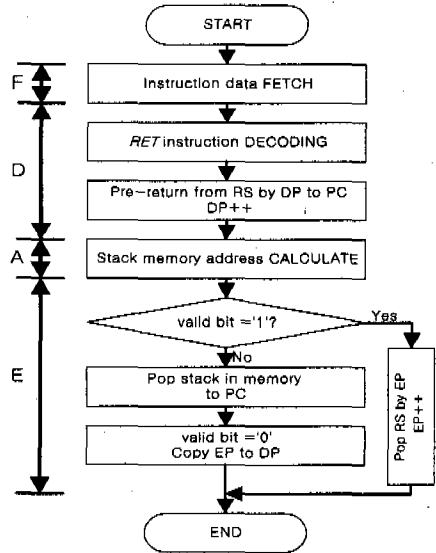 START
F
Instruction data FETCH
RET instruction DECODING
D
Pre-return from RS by DP to PC
DP++
A
Stack memory address CALCULATE
valid bit ='1'?
Yes
No
E
Pop stack in memory
to PC
Pop RS by EP
EP++
valid bit ='0'
Copy EP to DP
END